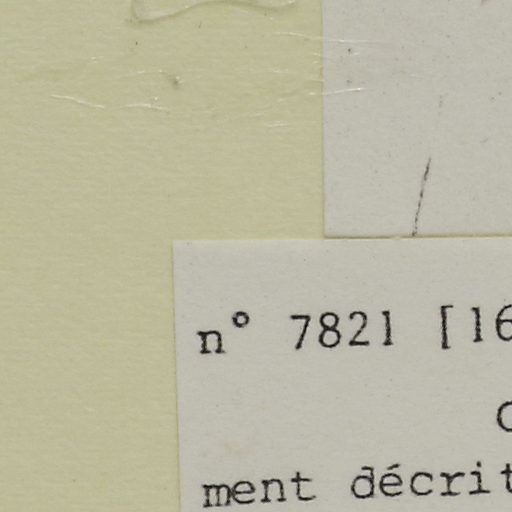 n° 7821 [16
ment décrit